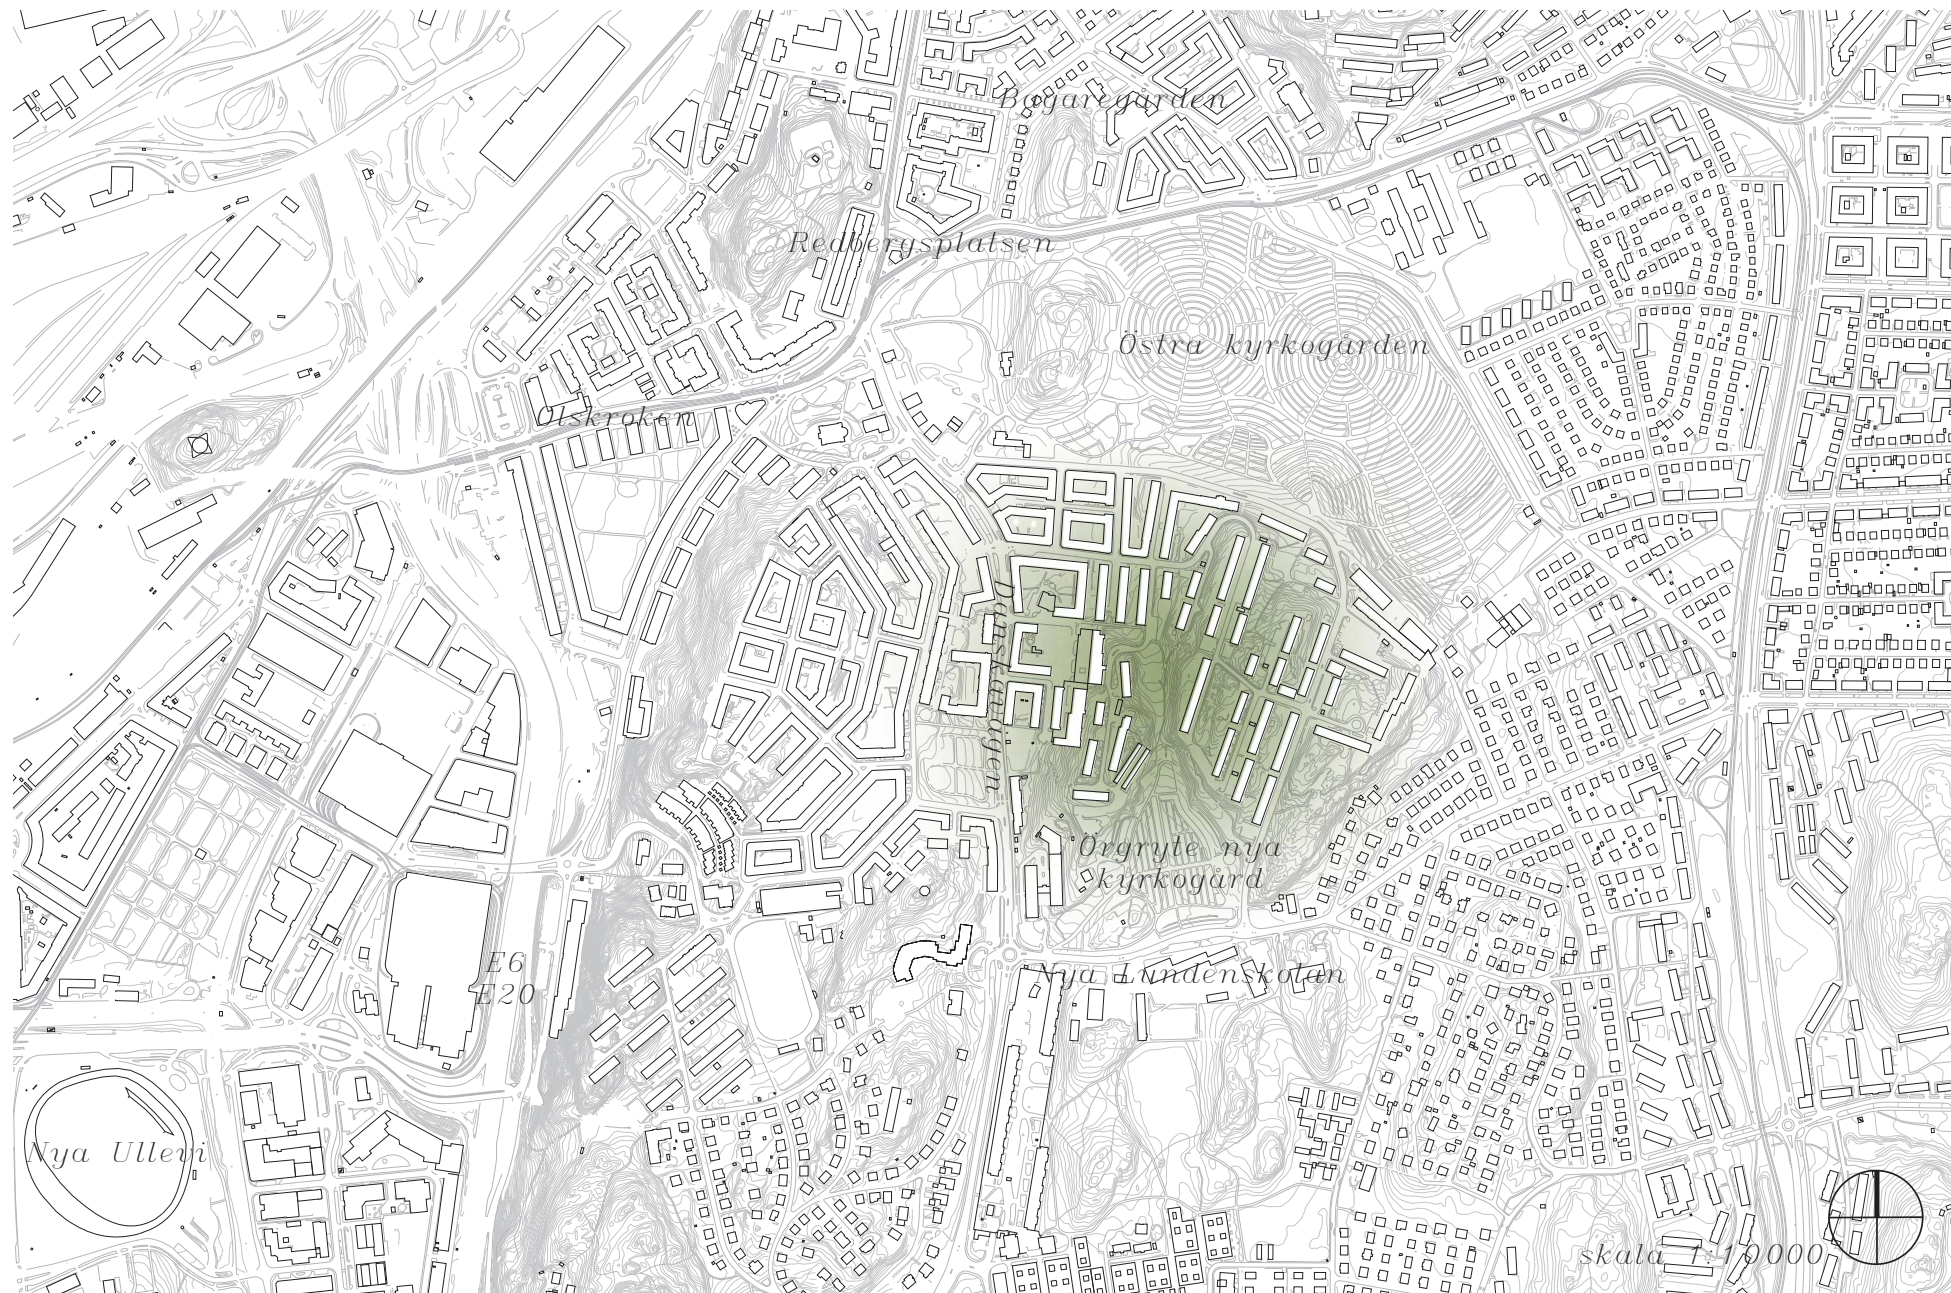 Bagaregården
Redbergsplatsen
Östra kyrkogården
Olskroken
Danska vägen
Örgryte nya
kyrkogård
E6
E20
Nya Lundenskolan
Nya Ullevi
skala 1:10000